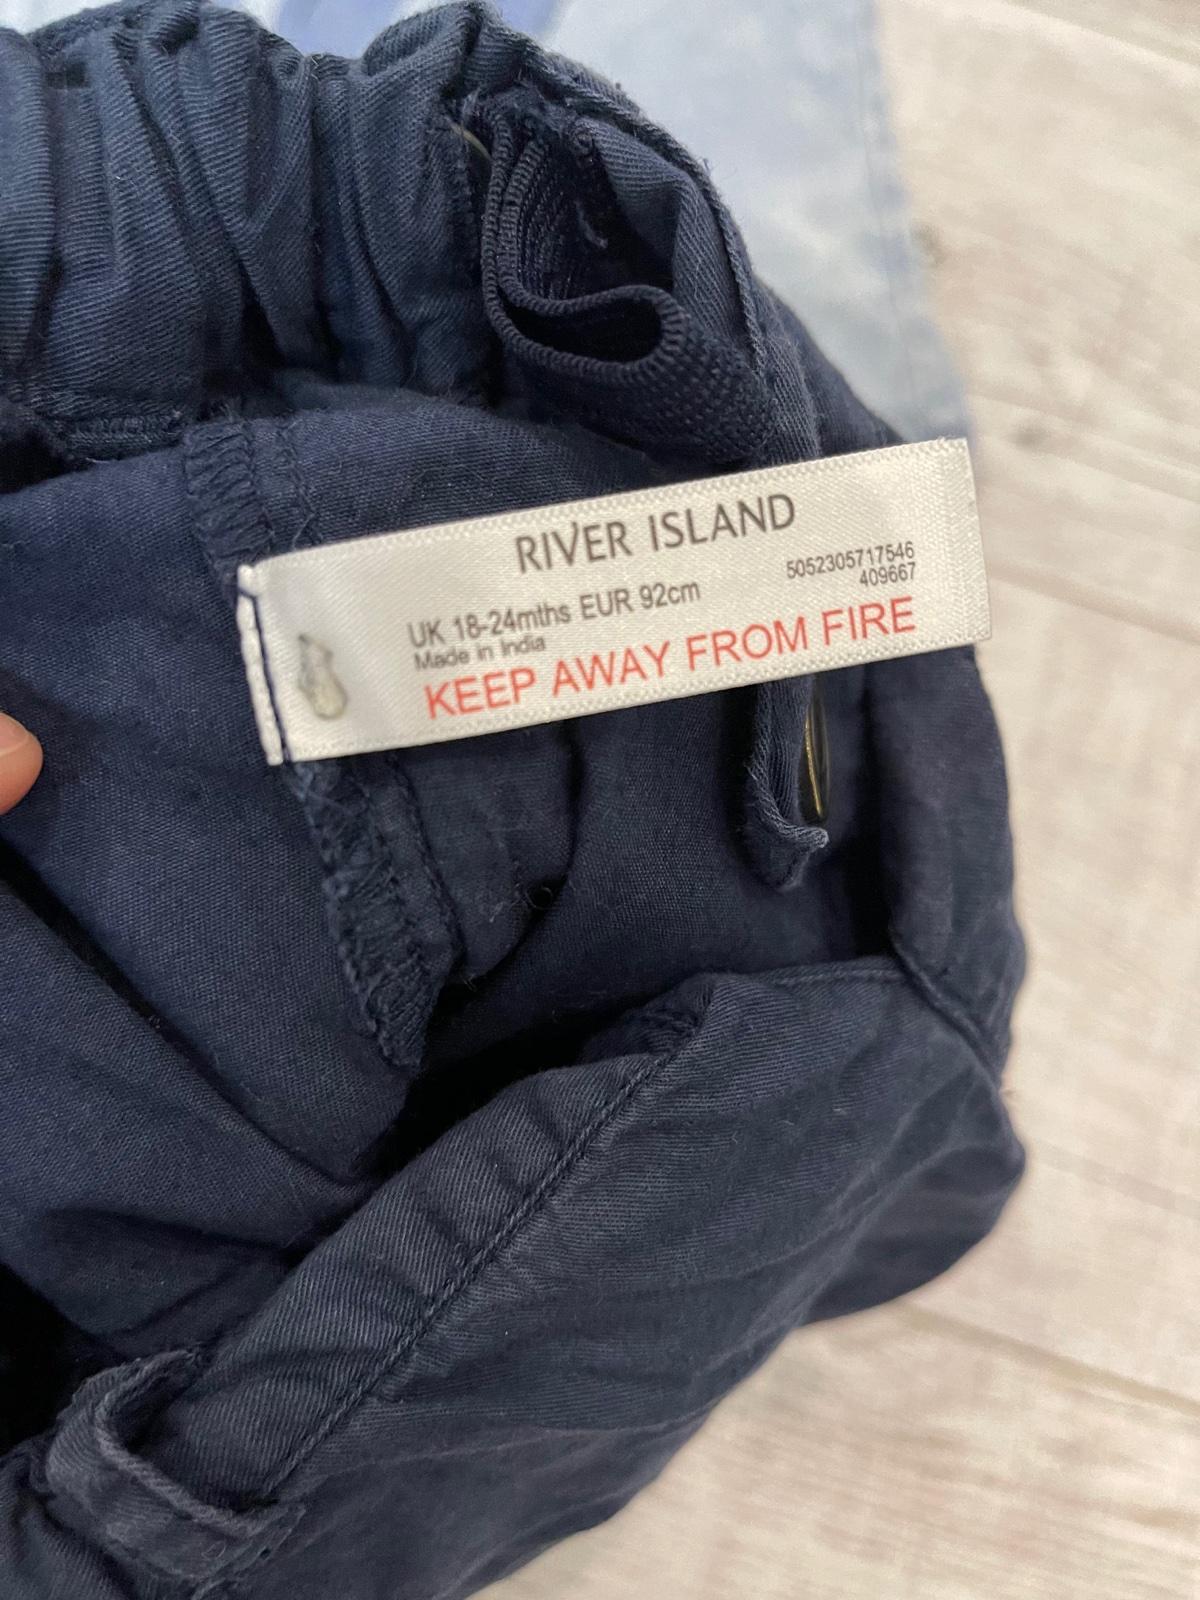 RIVER ISLAND
5052305717546
409667
UK 18-24mths EUR 92cm
Made in India
KEEP AWAY FROM FIRE